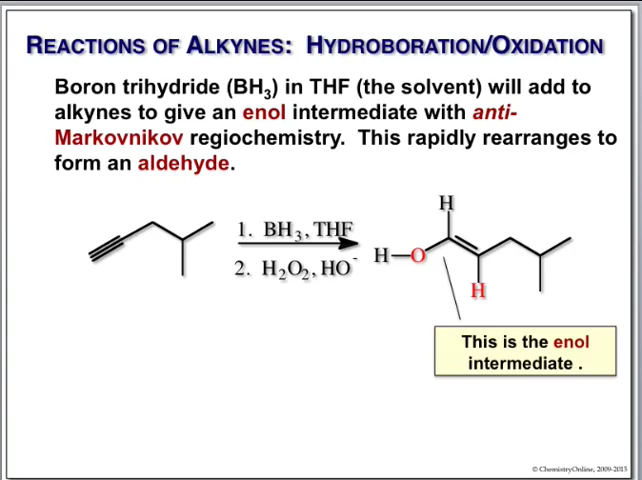 REACTIONS OF ALKYNES: HYDROBORATION/OXIDATION
Boron trihydride (BH3) in THF (the solvent) will add to
alkynes to give an enol intermediate with anti-
Markovnikov regiochemistry. This rapidly rearranges to
form an aldehyde.
H
1. BH3, THF
H O
2. H2O2, HO-
H
This is the enol
intermediate .
© ChemistryOnline, 2009-2015